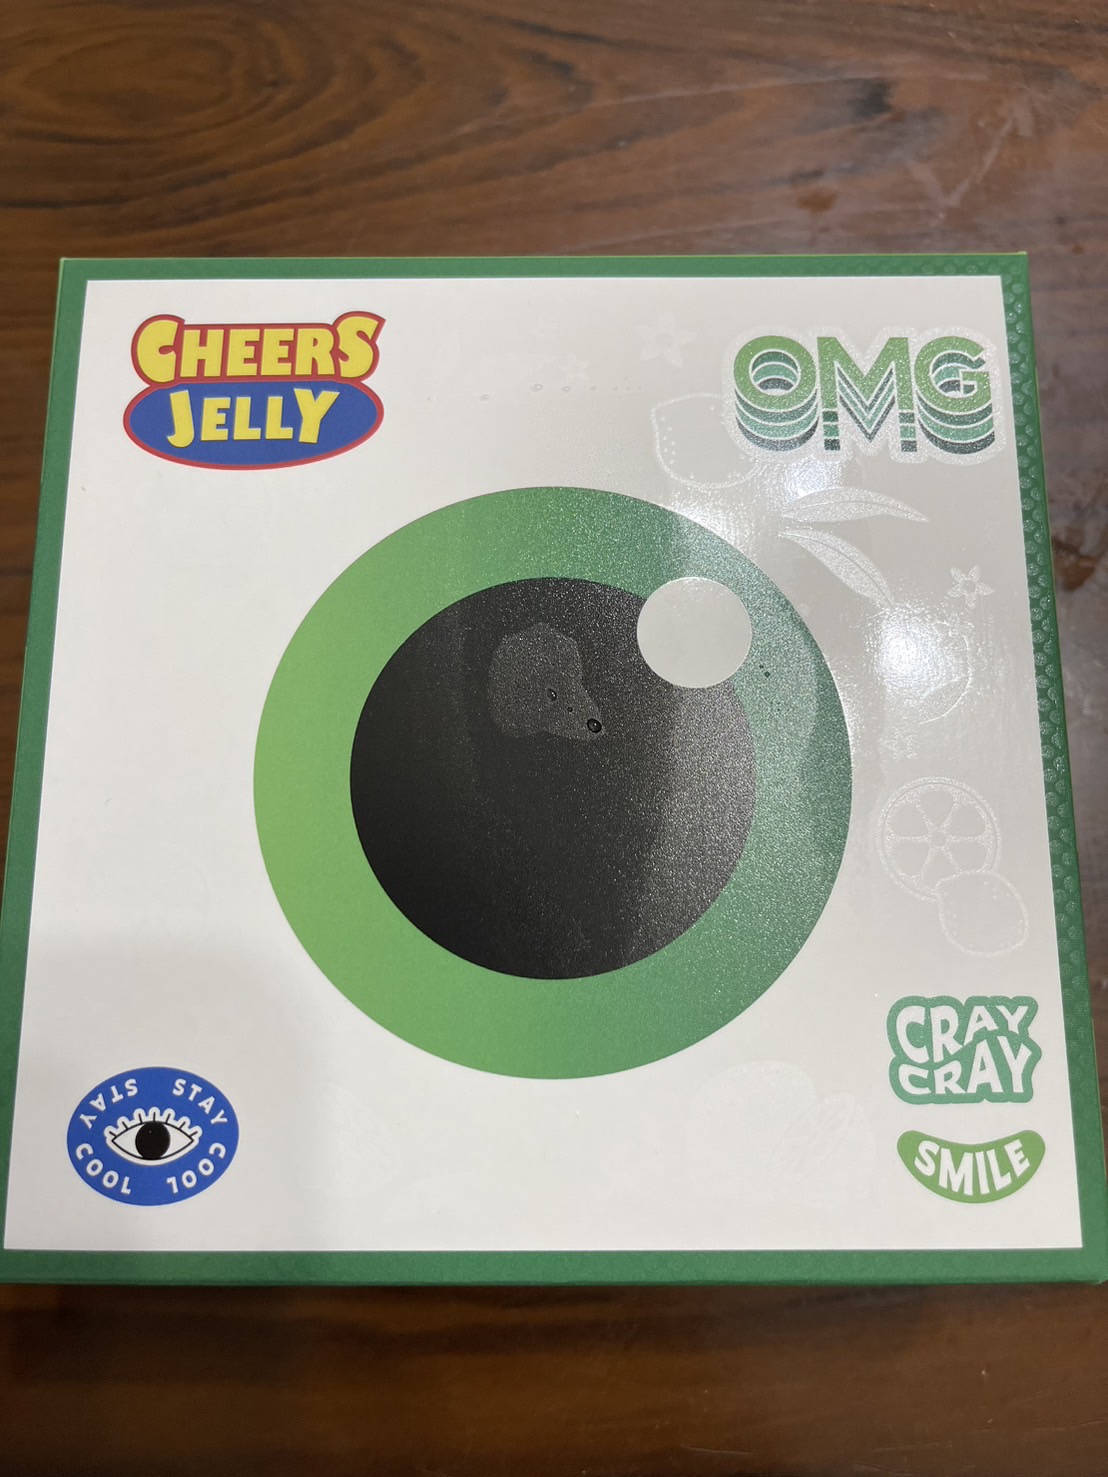 CHEERS
JELLY
OMG
CRAY
CRAY
SMILE
STAY STAY
COOL COOL